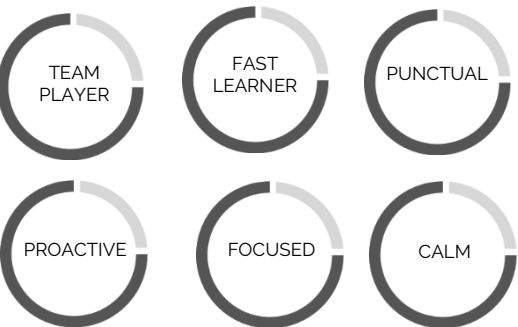 TEAM
PLAYER
FAST
LEARNER
PUNCTUAL
PROACTIVE
FOCUSED
CALM